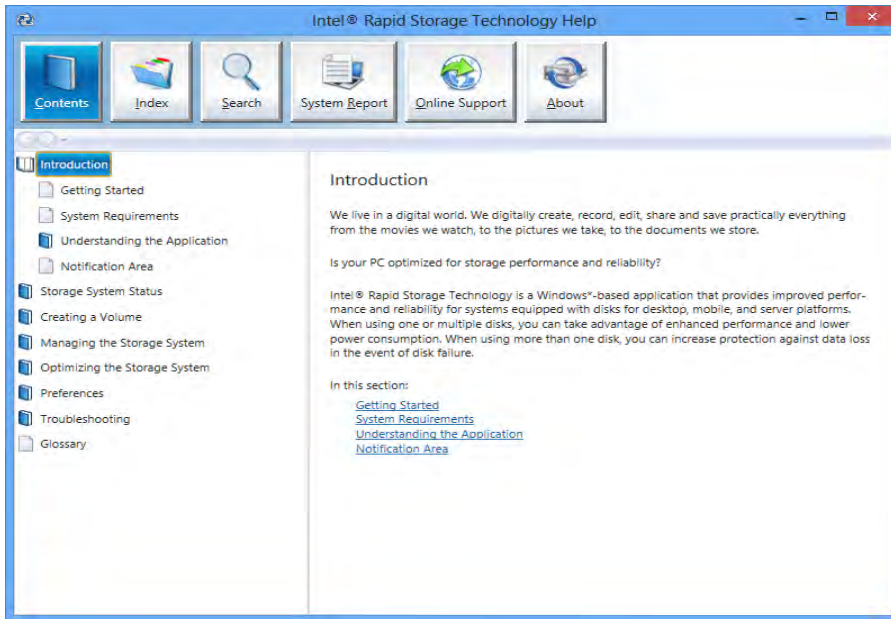 Intel® Rapid Storage Technology Help
Contents
Index
Search
System Report
Online Support
About
Introduction
Getting Started
System Requirements
Understanding the Application
Notification Area
Storage System Status
Creating a Volume
Managing the Storage System
Optimizing the Storage System
Preferences
Troubleshooting
Glossary
Introduction
We live in a digital world. We digitally create, record, edit, share and save practically everything
from the movies we watch, to the pictures we take, to the documents we store.
Is your PC optimized for storage performance and reliability?
Intel® Rapid Storage Technology is a Windows*-based application that provides improved perfor-
mance and reliability for systems equipped with disks for desktop, mobile, and server platforms.
When using one or multiple disks, you can take advantage of enhanced performance and lower
power consumption. When using more than one disk, you can increase protection against data loss
in the event of disk failure.
In this section:
Getting Started
System Requirements
Understanding the Application
Notification Area